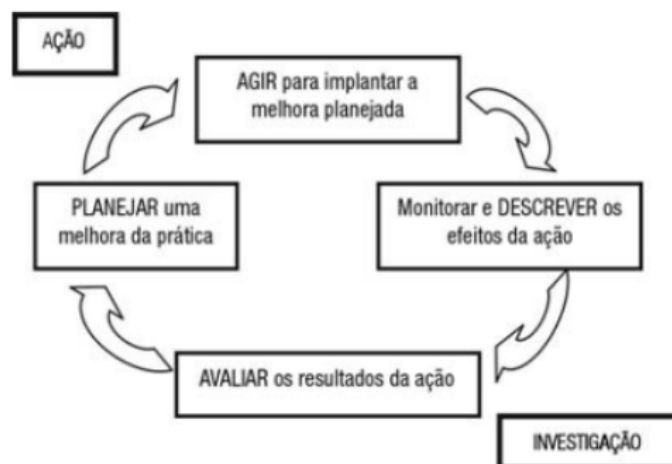 AÇÃO
AGIR para implantar a
melhora planejada
PLANEJAR uma
melhora da prática
Monitorar e DESCREVER os
efeitos da ação
AVALIAR os resultados da ação
INVESTIGAÇÃO